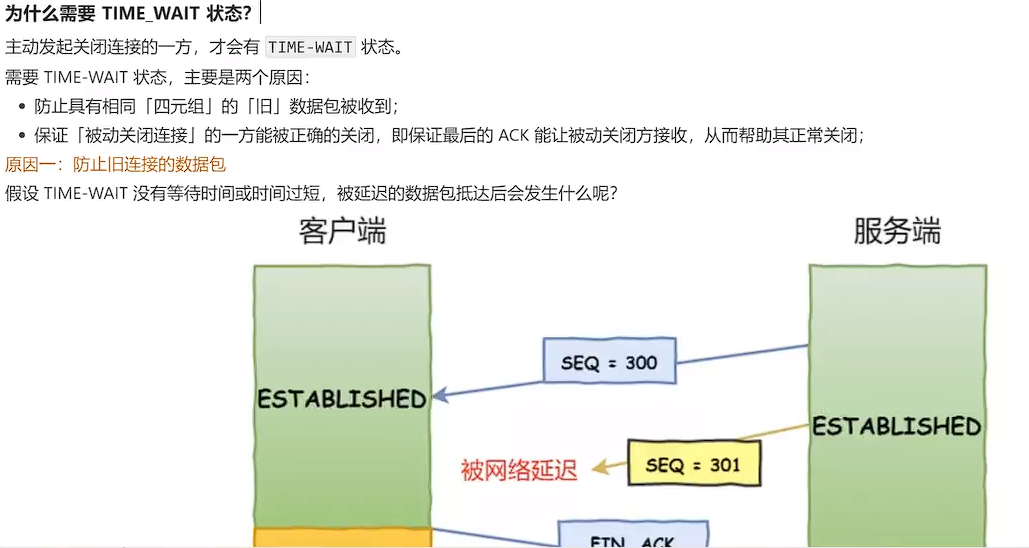 为什么需要 TIME_WAIT 状态？
主动发起关闭连接的一方，才会有 TIME-WAIT 状态。
需要 TIME-WAIT 状态，主要是两个原因：
• 防止具有相同「四元组」的「旧」数据包被收到；
• 保证「被动关闭连接」的一方能被正确的关闭，即保证最后的 ACK 能让被动关闭方接收，从而帮助其正常关闭；
原因一：防止旧连接的数据包
假设 TIME-WAIT 没有等待时间或时间过短，被延迟的数据包抵达后会发生什么呢？
客户端
服务端
SEQ = 300
ESTABLISHED
ESTABLISHED
SEQ = 301
被网络延迟
FIN, ACK